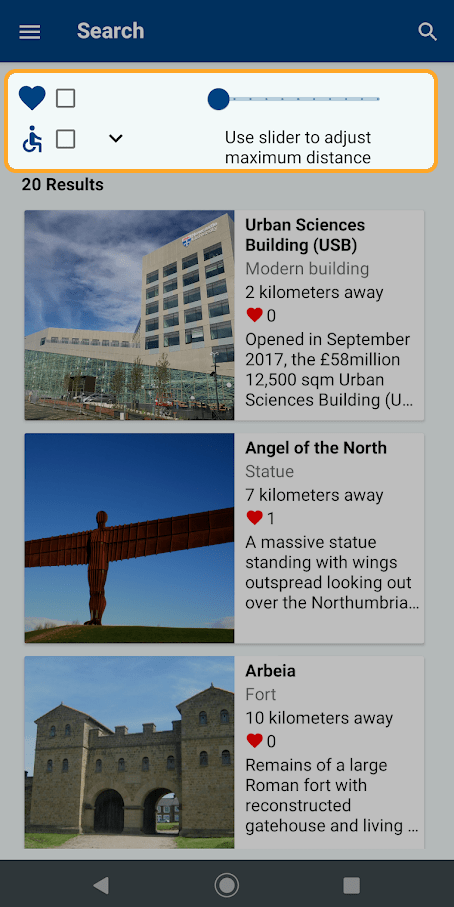 Search
Use slider to adjust
maximum distance
20 Results
Urban Sciences
Building (USB)
Modern building
2 kilometers away
0
Opened in September
2017, the £58million
12,500 sqm Urban
Sciences Building (U...
Angel of the North
Statue
7 kilometers away
1
A massive statue
standing with wings
outspread looking out
over the Northumbria...
Arbeia
Fort
10 kilometers away
0
Remains of a large
Roman fort with
reconstructed
gatehouse and living ...